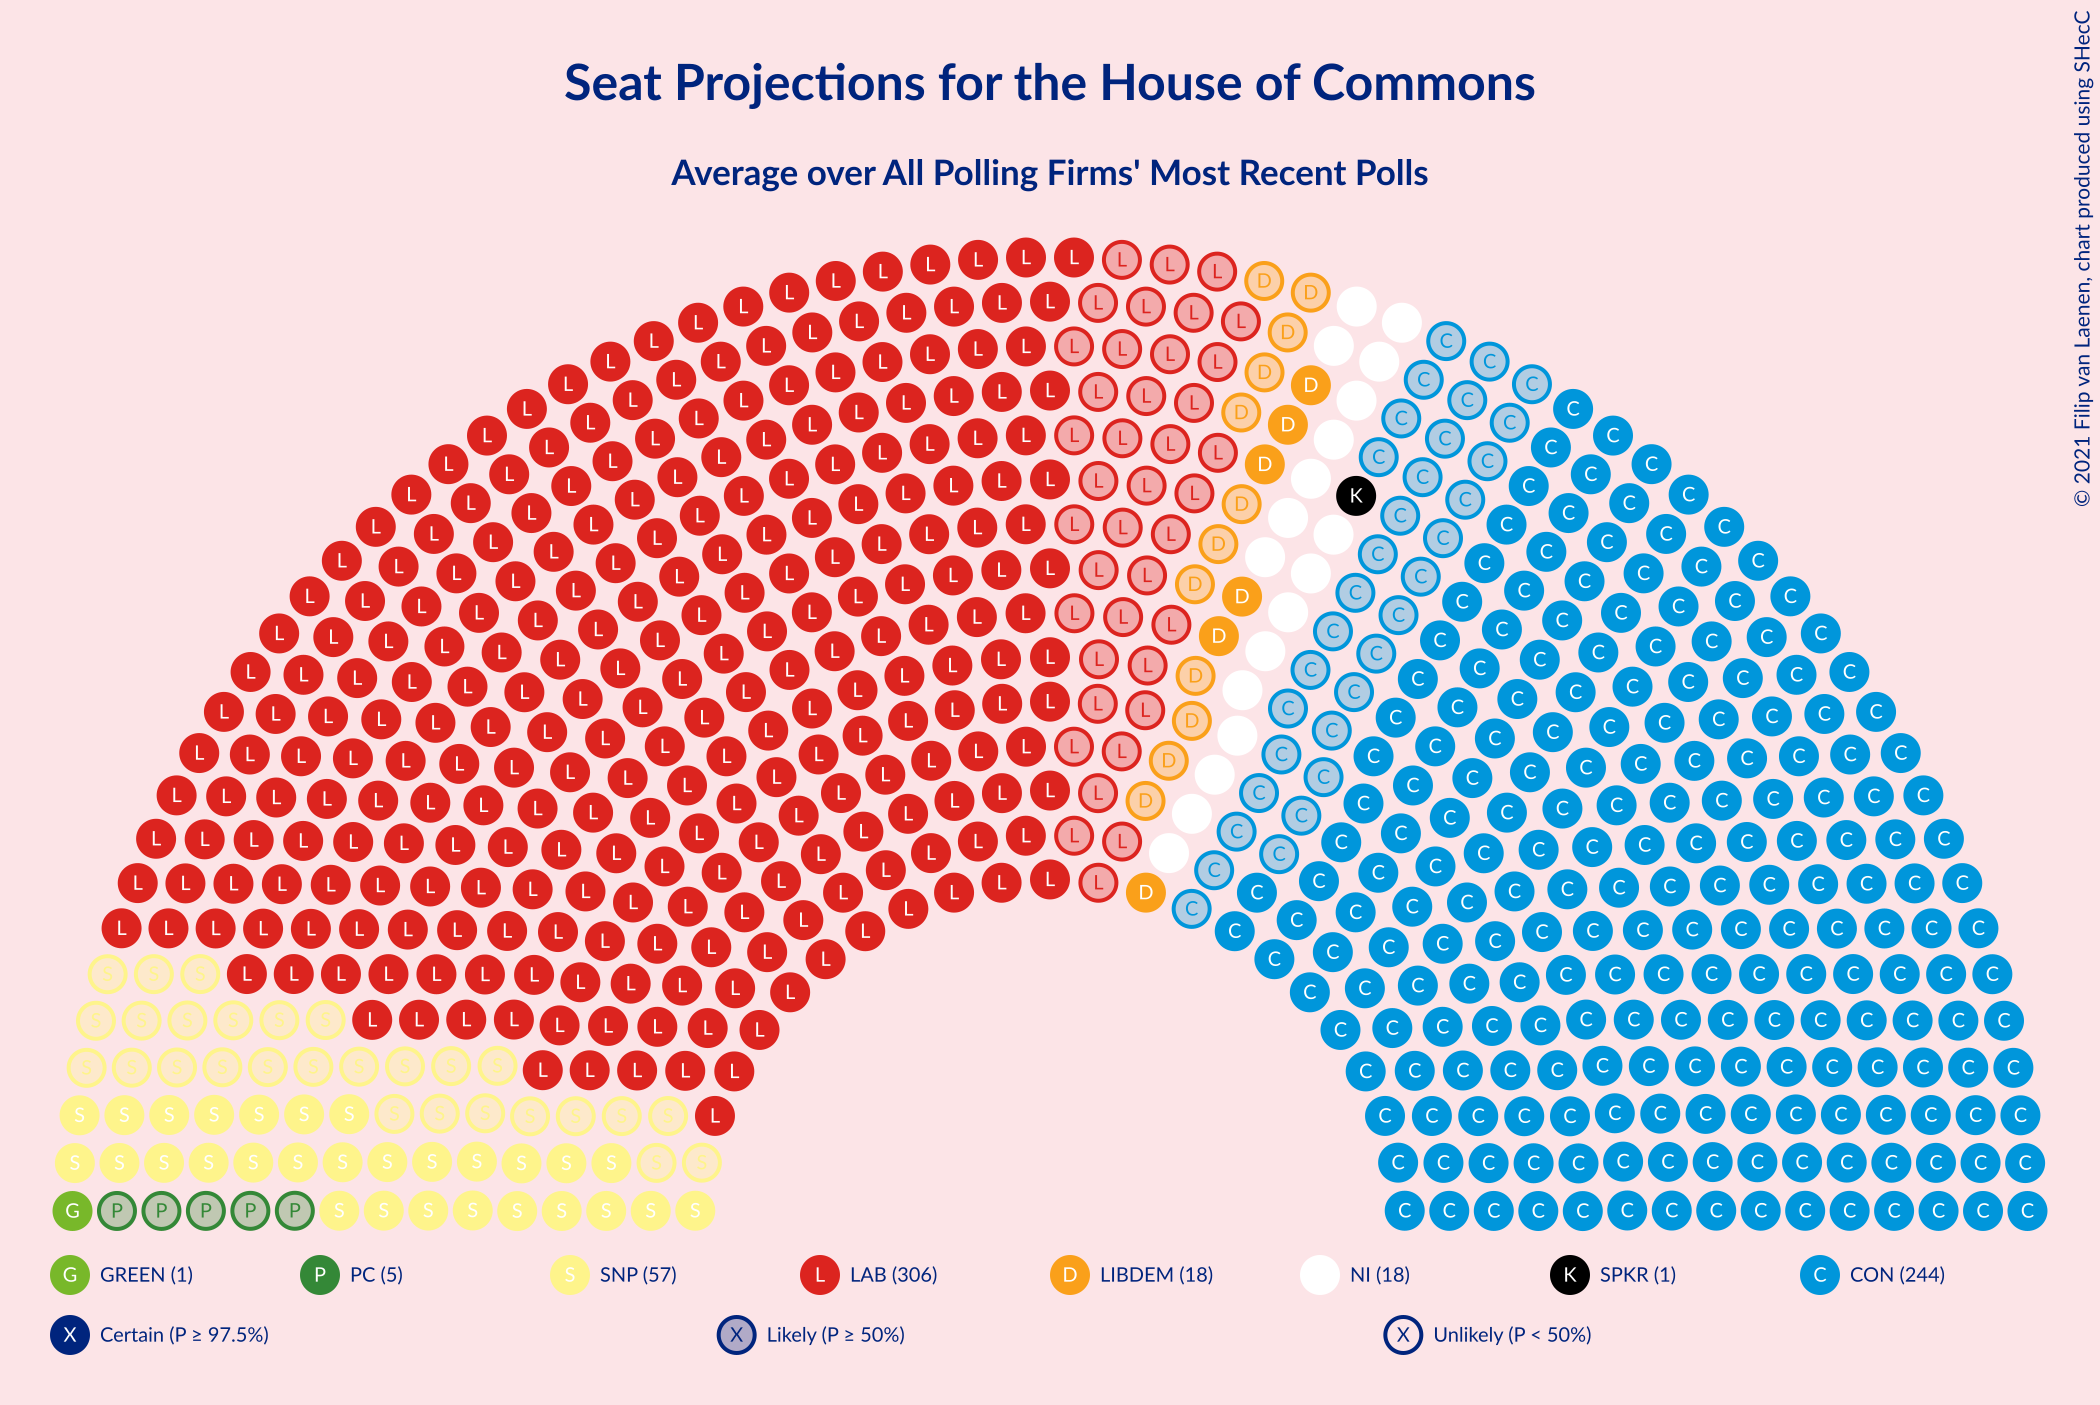 Seat Projections for the House of Commons
Average over All Polling Firms' Most Recent Polls
© 2021 Filip van Laenen, chart produced using SHecC
G GREEN (1) P PC (5) S SNP (57) L LAB (306) D LIBDEM (18) NI (18) K SPKR (1) C CON (244)
X Certain (P ≥ 97.5%) X Likely (P ≥ 50%) X Unlikely (P < 50%)